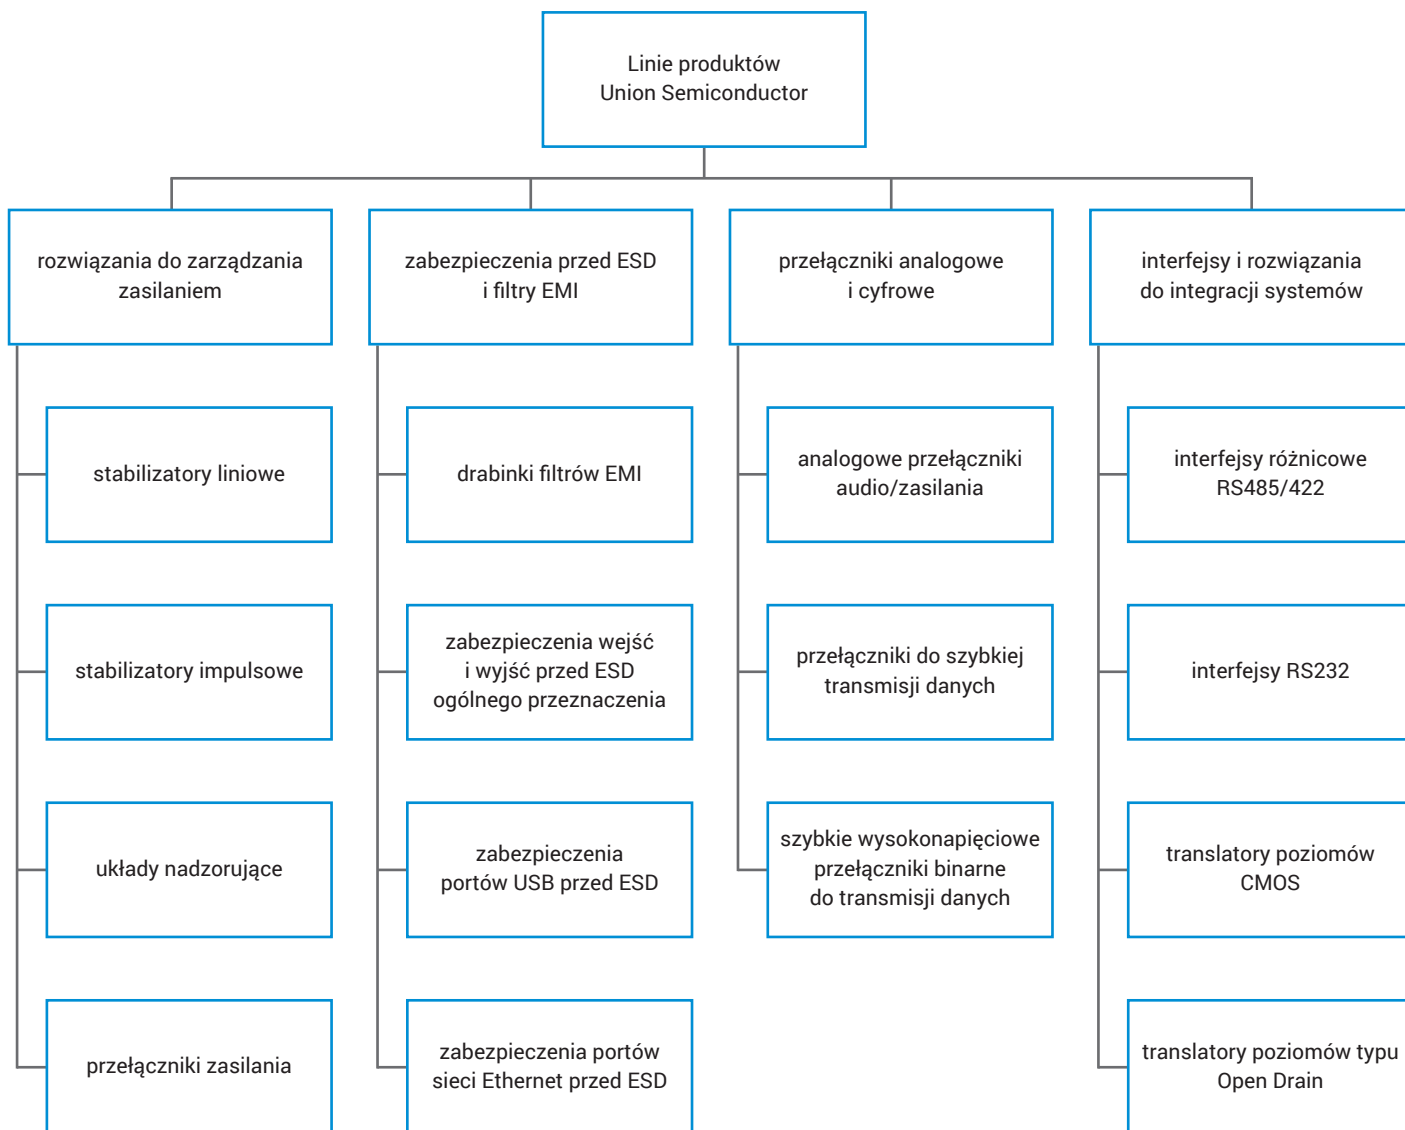 Linie produktów
Union Semiconductor
rozwiązania do zarządzania
zasilaniem
zabezpieczenia przed ESD
i filtry EMI
przełączniki analogowe
i cyfrowe
interfejsy i rozwiązania
do integracji systemów
stabilizatory liniowe
drabinki filtrów EMI
analogowe przełączniki
audio/zasilania
interfejsy różnicowe
RS485/422
stabilizatory impulsowe
zabezpieczenia wejść
i wyjść przed ESD
ogólnego przeznaczenia
przełączniki do szybkiej
transmisji danych
interfejsy RS232
układy nadzorujące
zabezpieczenia
portów USB przed ESD
szybkie wysokonapięciowe
przełączniki binarne
do transmisji danych
translatory poziomów
CMOS
przełączniki zasilania
zabezpieczenia portów
sieci Ethernet przed ESD
translatory poziomów typu
Open Drain